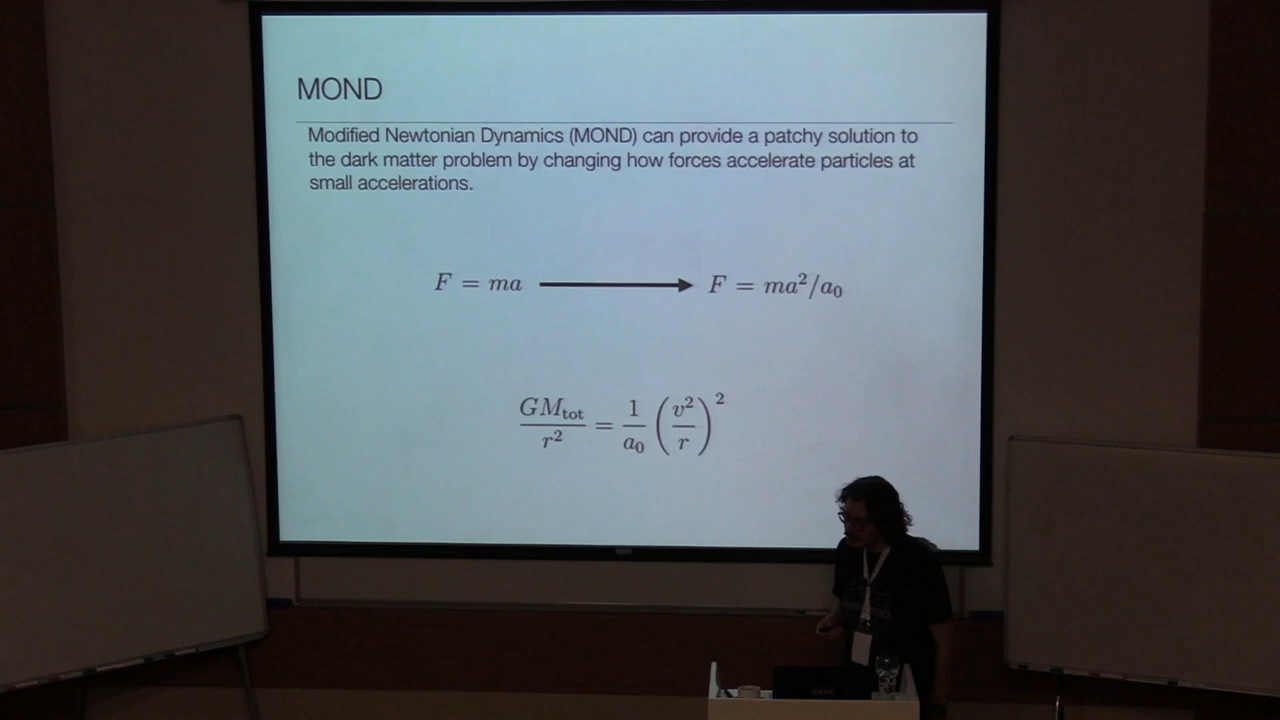 MOND
Modified Newtonian Dynamics (MOND) can provide a patchy solution to
the dark matter problem by changing how forces accelerate particles at
small accelerations.
F = ma ⟶ F = ma²/a₀
GM_tot/r² = 1/a₀ (v²/r)²